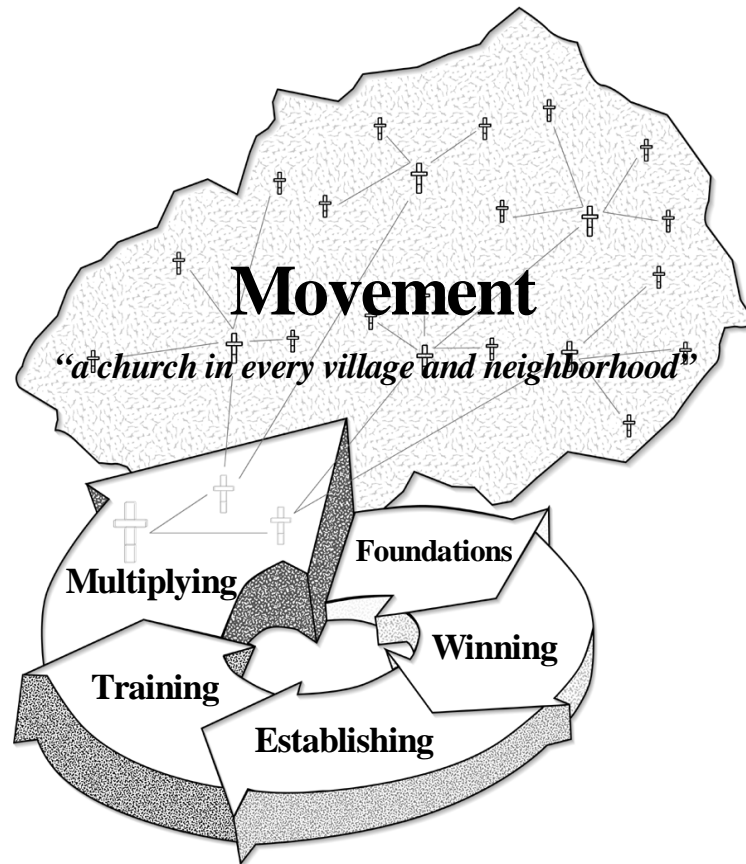 Movement
“a church in every village and neighborhood”
Foundations
Multiplying
Winning
Training
Establishing